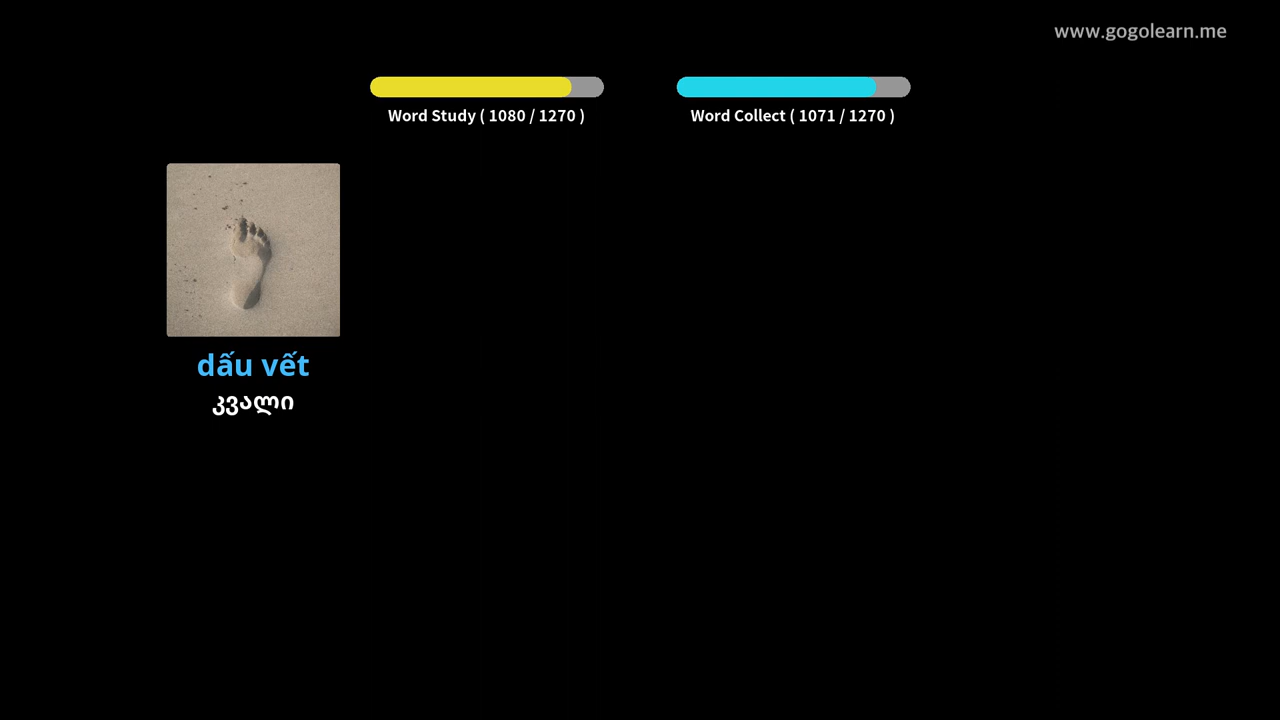 www.gogolearn.me
Word Study ( 1080 / 1270 )
Word Collect ( 1071 / 1270 )
dấu vết
კვალი